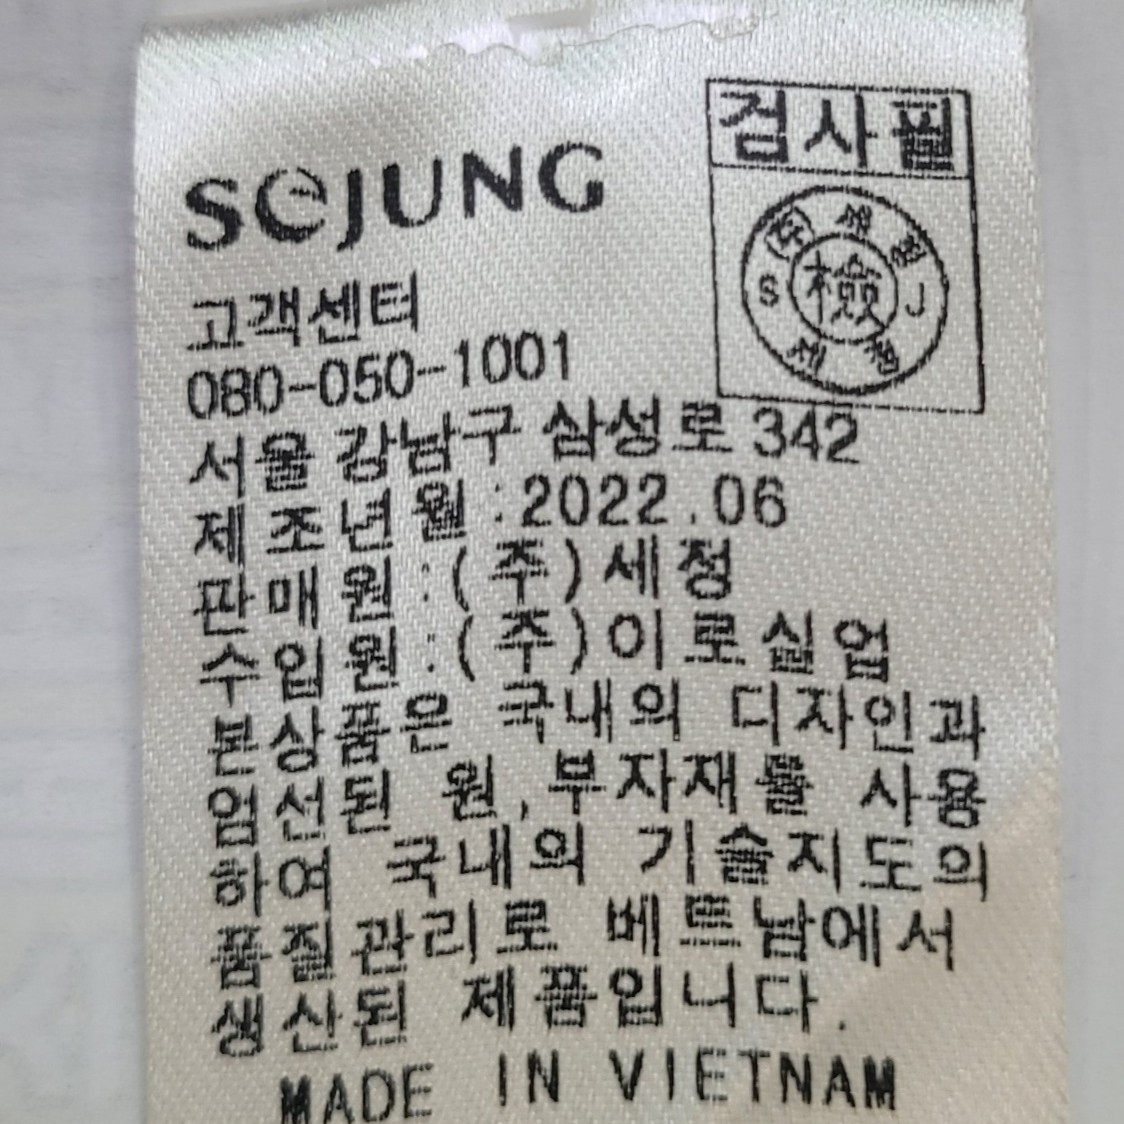 SEJUNG
검사필
檢
S
J
세정
고객센터
080-050-1001
서울 강남구 삼성로 342
제조년월 : 2022.06
판매원 : (주)세정
수입원 : (주)이로실업
본상품은 국내의 디자인과
엄선된 원,부자재를 사용
하여 국내의 기술지도의
품질관리로 베트남에서
생산된 제품입니다.
MADE IN VIETNAM